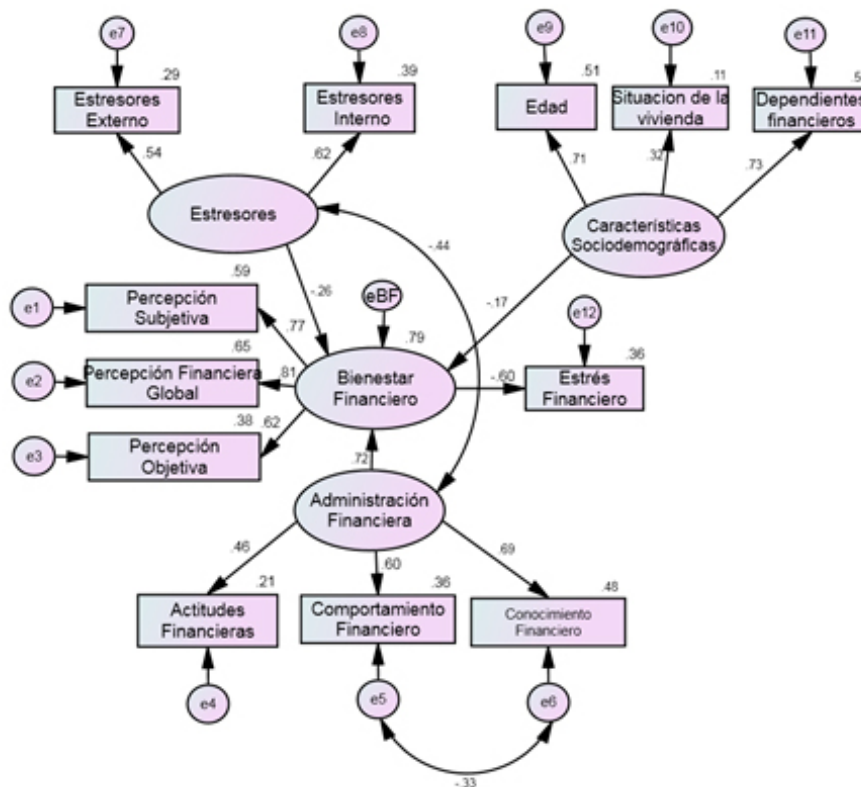 e7
e8
e9
e10
e11
.29
.39
.51
.11
.5
Estresores
Externo
Estresores
Interno
Edad
Situacion de la
vivienda
Dependientes
financieros
.54
.62
.71
.32
.73
Estresores
Características
Sociodemográficas
-.44
-.26
-.17
.59
e1
Percepción
Subjetiva
.77
eBF
.79
e12
.65
e2
Percepción Financiera
Global
.81
Bienestar
Financiero
-.60
.36
Estrés
Financiero
.38
.62
e3
Percepción
Objetiva
.72
Administración
Financiera
.46
.60
.69
.21
.36
.48
Actitudes
Financieras
Comportamiento
Financiero
Conocimiento
Financiero
e4
e5
e6
-.33